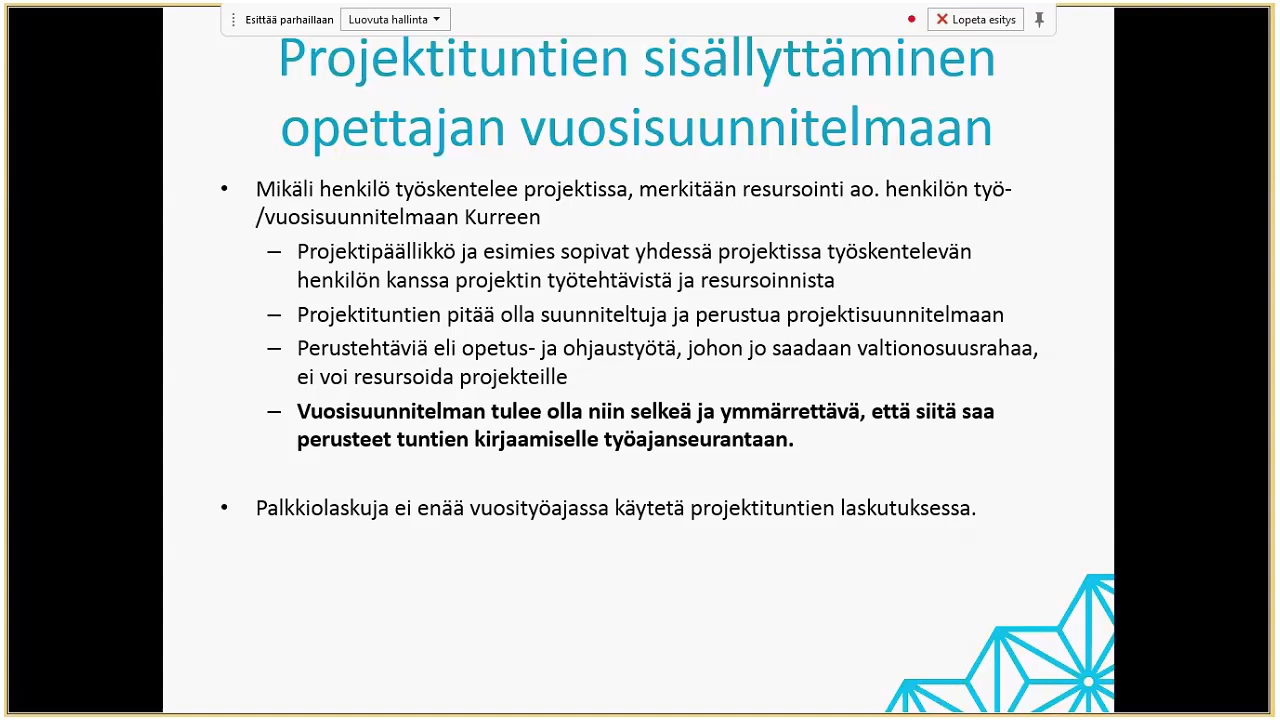 Esittää parhaillaan
Luovuta hallinta
Lopeta esitys
Projektituntien sisällyttäminen
opettajan vuosisuunnitelmaan
• Mikäli henkilö työskentelee projektissa, merkitään resursointi ao. henkilön työ-
/vuosisuunnitelmaan Kurreen
– Projektipäällikkö ja esimies sopivat yhdessä projektissa työskentelevän
henkilön kanssa projektin työtehtävistä ja resursoinnista
– Projektituntien pitää olla suunniteltuja ja perustua projektisuunnitelmaan
– Perustehtäviä eli opetus- ja ohjaustyötä, johon jo saadaan valtionosuusrahaa,
ei voi resursoida projekteille
– Vuosisuunnitelman tulee olla niin selkeä ja ymmärrettävä, että siitä saa
perusteet tuntien kirjaamiselle työajanseurantaan.
• Palkkiolaskuja ei enää vuosityöajassa käytetä projektituntien laskutuksessa.